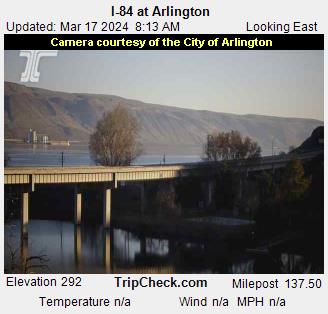 I-84 at Arlington
Updated: Mar 17 2024 8:13 AM Looking East
Camera courtesy of the City of Arlington
Elevation 292 TripCheck.com Milepost 137.50
Temperature n/a Wind n/a MPH n/a